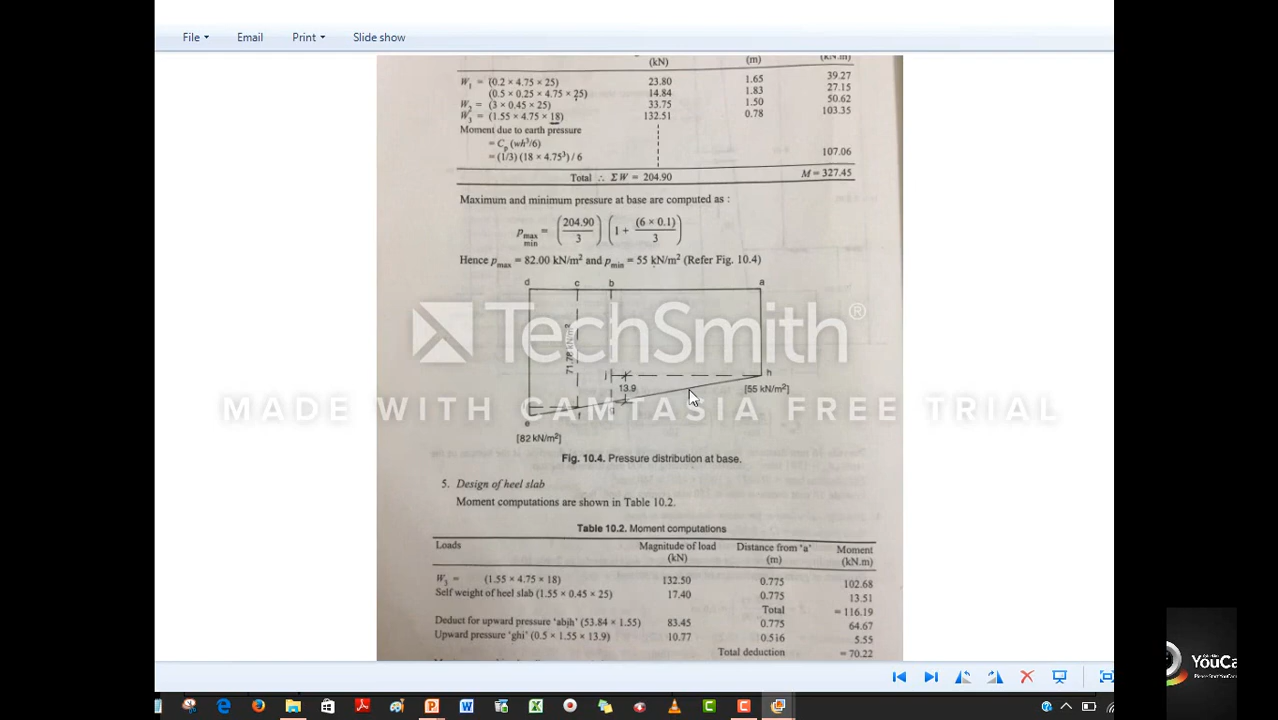 File Email Print Slide show
(kN) (m) (kN.m)
W₁ = (0.2 × 4.75 × 25) 23.80 1.65 39.27
(0.5 × 0.25 × 4.75 × 25) 14.84 1.83 27.15
W₂ = (3 × 0.45 × 25) 33.75 1.50 50.62
W₃ = (1.55 × 4.75 × 18) 132.51 0.78 103.35
Moment due to earth pressure
= Cₚ (wh³/6)
= (1/3) (18 × 4.75³) / 6 107.06
Total ∴ Σ W = 204.90 M = 327.45
Maximum and minimum pressure at base are computed as :
p max min = (204.90 / 3) (1 + (6 × 0.1) / 3)
Hence p max = 82.00 kN/m² and p min = 55 kN/m² (Refer Fig. 10.4)
d c b a
71.78 kN/m²
TechSmith®
h
13.9 [55 kN/m²]
MADE WITH CAMTASIA FREE TRIAL
e
[82 kN/m²]
Fig. 10.4. Pressure distribution at base.
5. Design of heel slab
Moment computations are shown in Table 10.2.
Table 10.2. Moment computations
Loads Magnitude of load (kN) Distance from 'a' (m) Moment (kN.m)
W₃ = (1.55 × 4.75 × 18) 132.50 0.775 102.68
Self weight of heel slab (1.55 × 0.45 × 25) 17.40 0.775 13.51
Total = 116.19
Deduct for upward pressure 'abjh' (53.84 × 1.55) 83.45 0.775 64.67
Upward pressure 'ghi' (0.5 × 1.55 × 13.9) 10.77 0.516 5.55
Total deduction = 70.22